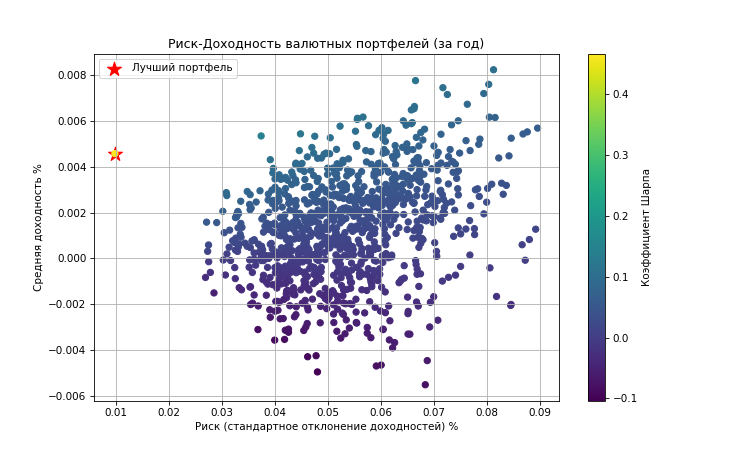 Риск-Доходность валютных портфелей (за год)
Лучший портфель
0.008
0.006
0.004
0.002
0.000
−0.002
−0.004
−0.006
Средняя доходность %
0.01 0.02 0.03 0.04 0.05 0.06 0.07 0.08 0.09
Риск (стандартное отклонение доходностей) %
0.4
0.3
0.2
0.1
0.0
−0.1
Коэффициент Шарпа